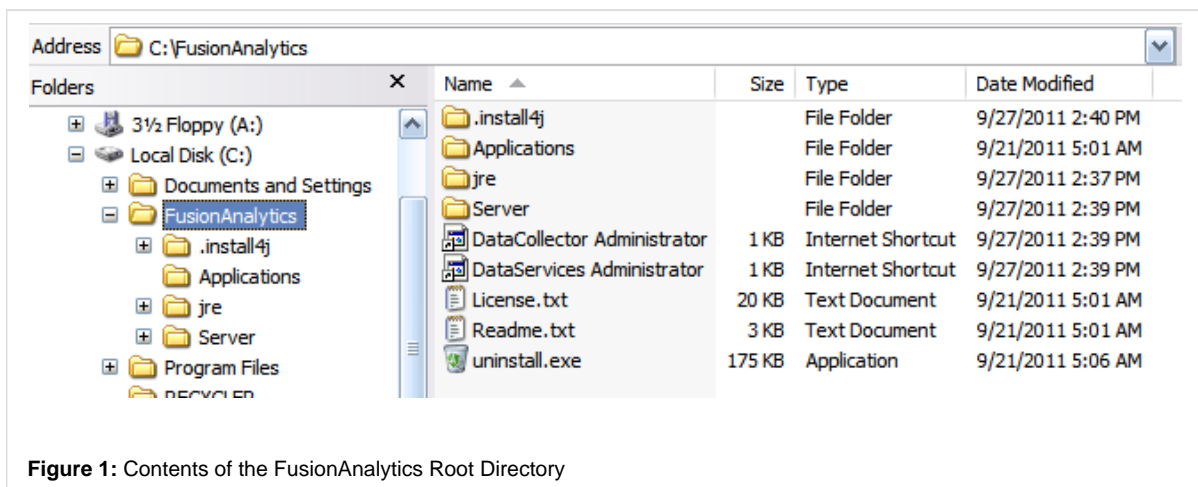 Address C:\FusionAnalytics
Folders X
3½ Floppy (A:)
Local Disk (C:)
Documents and Settings
FusionAnalytics
.install4j
Applications
jre
Server
Program Files
RECYCLER
Name Size Type Date Modified
.install4j File Folder 9/27/2011 2:40 PM
Applications File Folder 9/21/2011 5:01 AM
jre File Folder 9/27/2011 2:37 PM
Server File Folder 9/27/2011 2:39 PM
DataCollector Administrator 1 KB Internet Shortcut 9/27/2011 2:39 PM
DataServices Administrator 1 KB Internet Shortcut 9/27/2011 2:39 PM
License.txt 20 KB Text Document 9/21/2011 5:01 AM
Readme.txt 3 KB Text Document 9/21/2011 5:01 AM
uninstall.exe 175 KB Application 9/21/2011 5:06 AM
Figure 1: Contents of the FusionAnalytics Root Directory